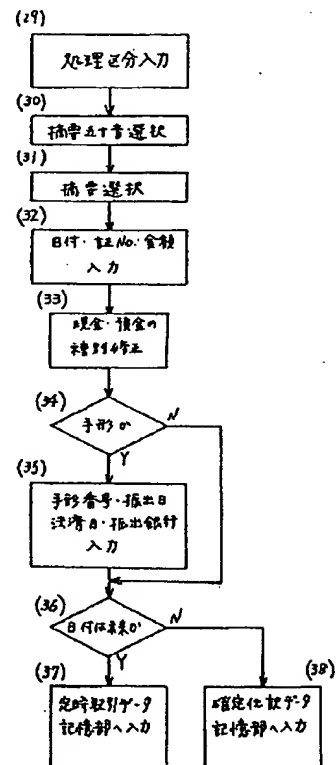 (29)
処理区分入力
(30)
摘要五十音選択
(31)
摘要選択
(32)
日付・証No.金額
入力
(33)
現金・預金の
種別修正
(34)
手形か
N
Y
(35)
手形番号・振出日
決済日・振出銀行
入力
(36)
日付は未来か
N
Y
(37)
定時取引データ
記憶部へ入力
(38)
確定仕訳データ
記憶部へ入力